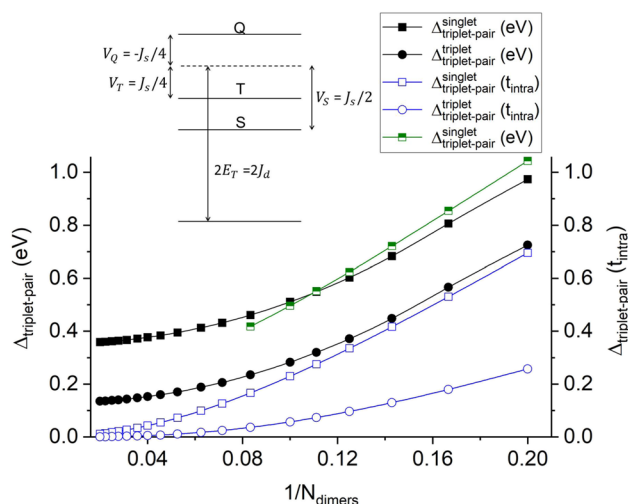 Q
V_Q = -J_s/4
V_T = J_s/4
T
V_S = J_s/2
S
2E_T =2J_d
Δ^singlet_triplet-pair (eV)
Δ^triplet_triplet-pair (eV)
Δ^singlet_triplet-pair (t_intra)
Δ^triplet_triplet-pair (t_intra)
Δ^singlet_triplet-pair (eV)
1.0
0.8
0.6
0.4
0.2
0.0
Δ_triplet-pair (eV)
1.0
0.8
0.6
0.4
0.2
0.0
Δ_triplet-pair (t_intra)
0.04 0.08 0.12 0.16 0.20
1/N_dimers